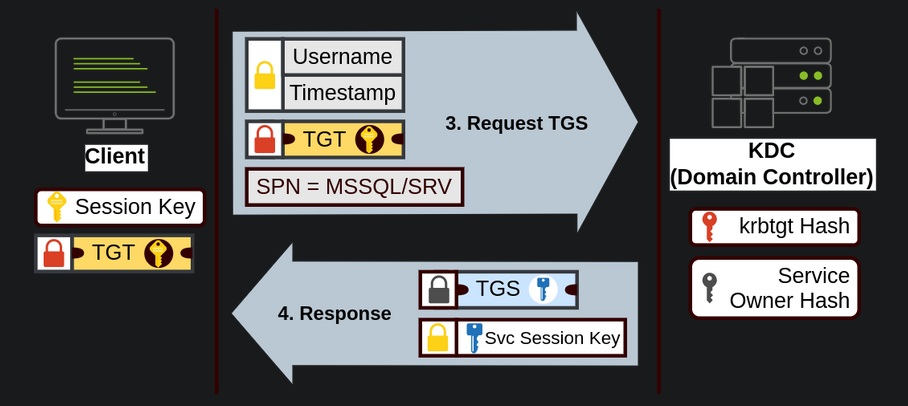 Client
Session Key
TGT
Username
Timestamp
TGT
SPN = MSSQL/SRV
3. Request TGS
4. Response
TGS
Svc Session Key
KDC
(Domain Controller)
krbtgt Hash
Service
Owner Hash